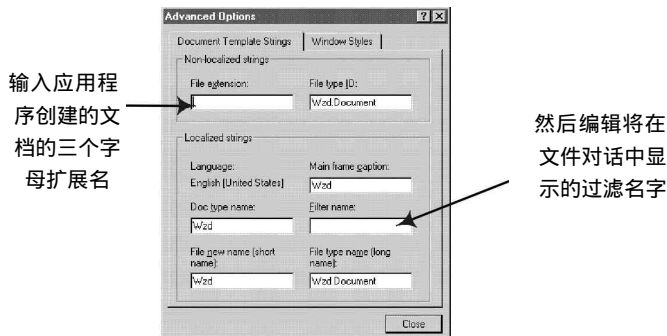 Advanced Options
Document Template Strings
Window Styles
Non-localized strings
File extension:
File type ID:
Wzd.Document
Localized strings
Language:
English [United States]
Main frame caption:
Wzd
Doc type name:
Filter name:
Wzd
File new name (short
name):
File type name (long
name):
Wzd
Wzd Document
Close
输入应用程
序创建的文
档的三个字
母扩展名
然后编辑将在
文件对话中显
示的过滤名字